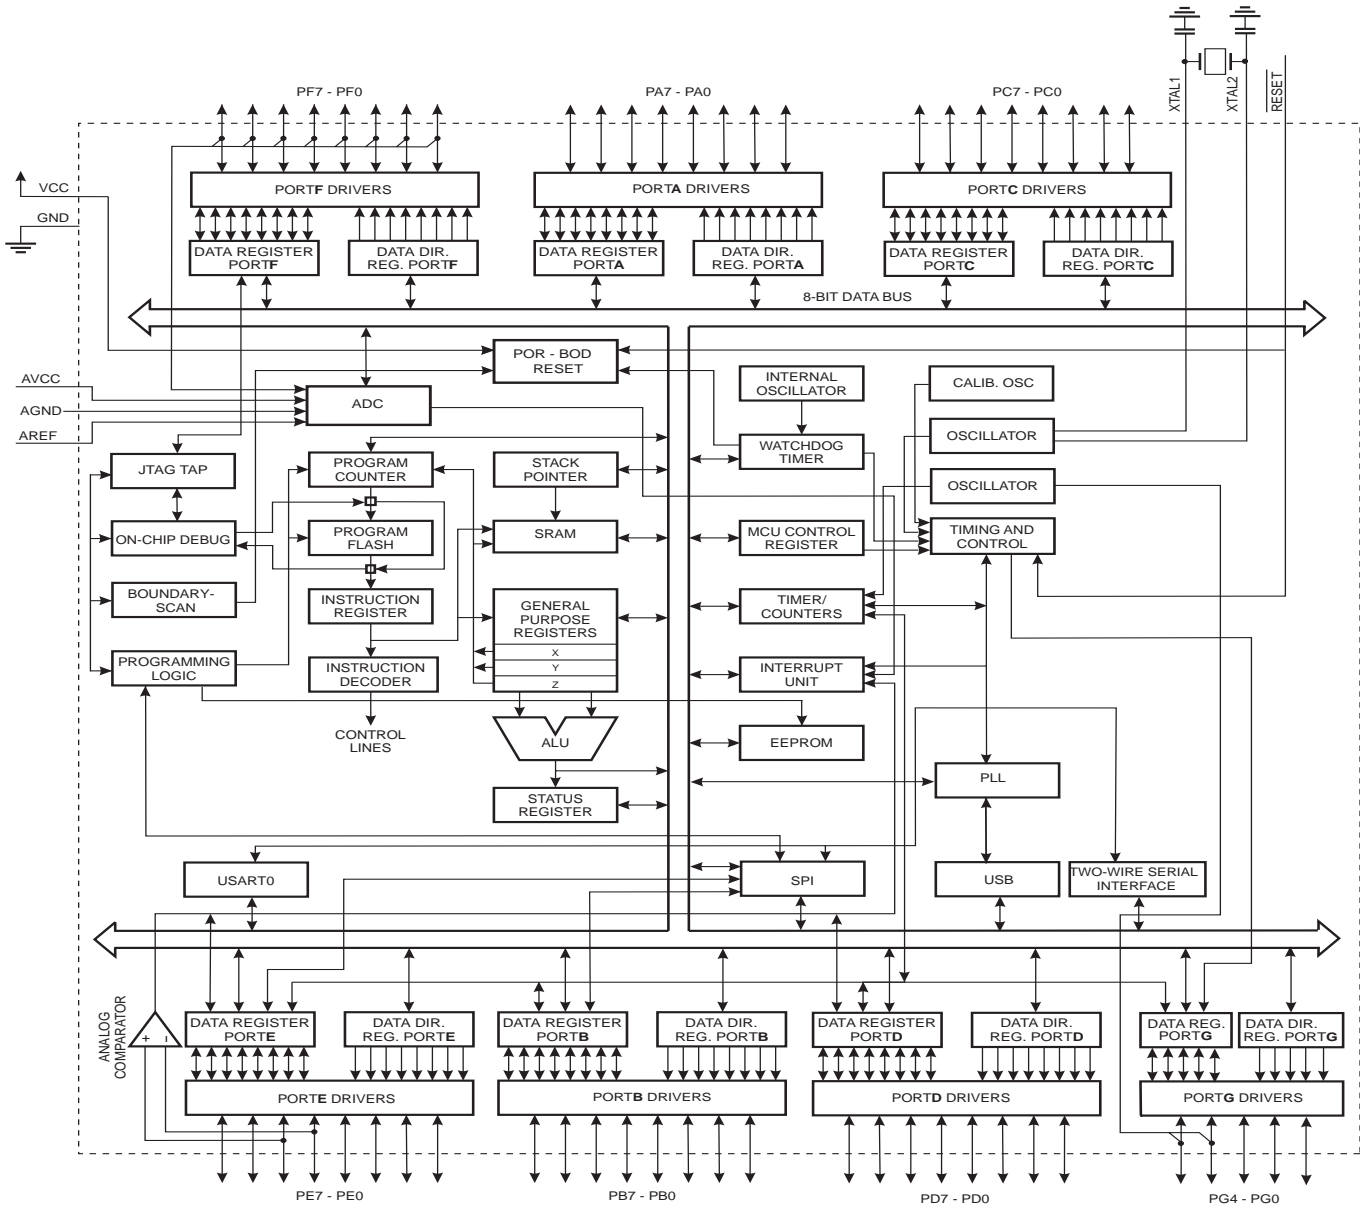 XTAL1
XTAL2
RESET
PF7 - PF0
PA7 - PA0
PC7 - PC0
VCC
GND
PORTF DRIVERS
PORTA DRIVERS
PORTC DRIVERS
DATA REGISTER
PORTF
DATA DIR.
REG. PORTF
DATA REGISTER
PORTA
DATA DIR.
REG. PORTA
DATA REGISTER
PORTC
DATA DIR.
REG. PORTC
8-BIT DATA BUS
POR - BOD
RESET
INTERNAL
OSCILLATOR
CALIB. OSC
AVCC
AGND
AREF
ADC
OSCILLATOR
WATCHDOG
TIMER
JTAG TAP
PROGRAM
COUNTER
STACK
POINTER
OSCILLATOR
ON-CHIP DEBUG
PROGRAM
FLASH
SRAM
MCU CONTROL
REGISTER
TIMING AND
CONTROL
BOUNDARY-
SCAN
INSTRUCTION
REGISTER
GENERAL
PURPOSE
REGISTERS
X
Y
Z
TIMER/
COUNTERS
PROGRAMMING
LOGIC
INSTRUCTION
DECODER
INTERRUPT
UNIT
CONTROL
LINES
ALU
EEPROM
STATUS
REGISTER
PLL
USART0
SPI
USB
TWO-WIRE SERIAL
INTERFACE
ANALOG
COMPARATOR
+
-
DATA REGISTER
PORTE
DATA DIR.
REG. PORTE
DATA REGISTER
PORTB
DATA DIR.
REG. PORTB
DATA REGISTER
PORTD
DATA DIR.
REG. PORTD
DATA REG.
PORTG
DATA DIR.
REG. PORTG
PORTE DRIVERS
PORTB DRIVERS
PORTD DRIVERS
PORTG DRIVERS
PE7 - PE0
PB7 - PB0
PD7 - PD0
PG4 - PG0